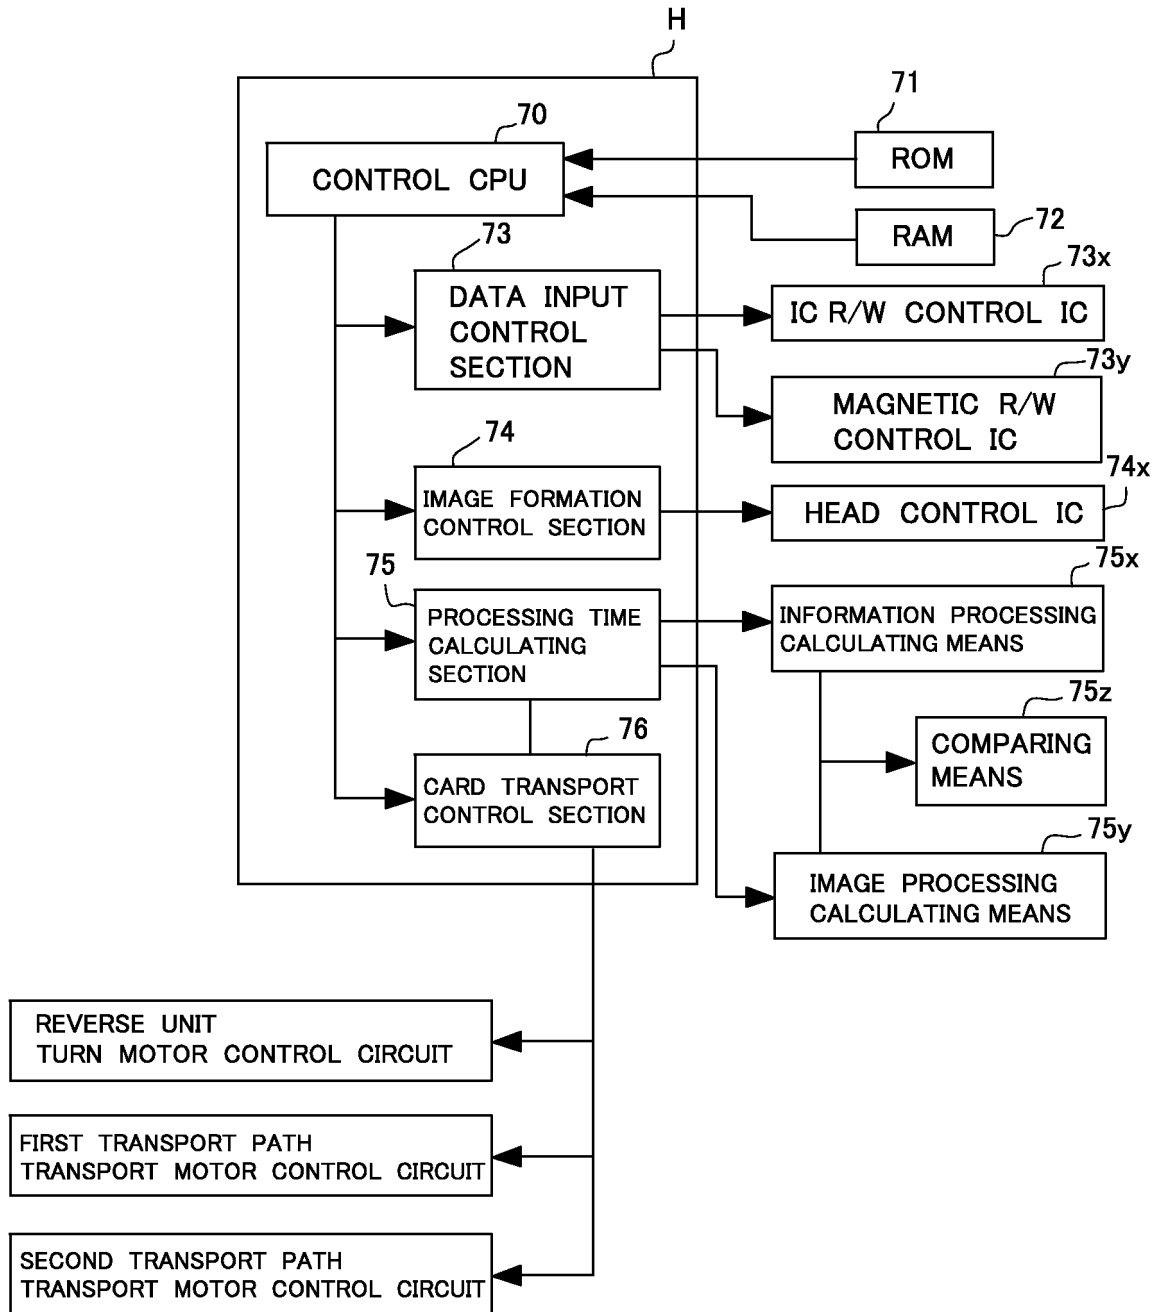 H
70
CONTROL CPU
71
ROM
72
RAM
73
DATA INPUT
CONTROL
SECTION
73x
IC R/W CONTROL IC
73y
MAGNETIC R/W
CONTROL IC
74
IMAGE FORMATION
CONTROL SECTION
74x
HEAD CONTROL IC
75
PROCESSING TIME
CALCULATING
SECTION
75x
INFORMATION PROCESSING
CALCULATING MEANS
75z
COMPARING
MEANS
76
CARD TRANSPORT
CONTROL SECTION
75y
IMAGE PROCESSING
CALCULATING MEANS
REVERSE UNIT
TURN MOTOR CONTROL CIRCUIT
FIRST TRANSPORT PATH
TRANSPORT MOTOR CONTROL CIRCUIT
SECOND TRANSPORT PATH
TRANSPORT MOTOR CONTROL CIRCUIT